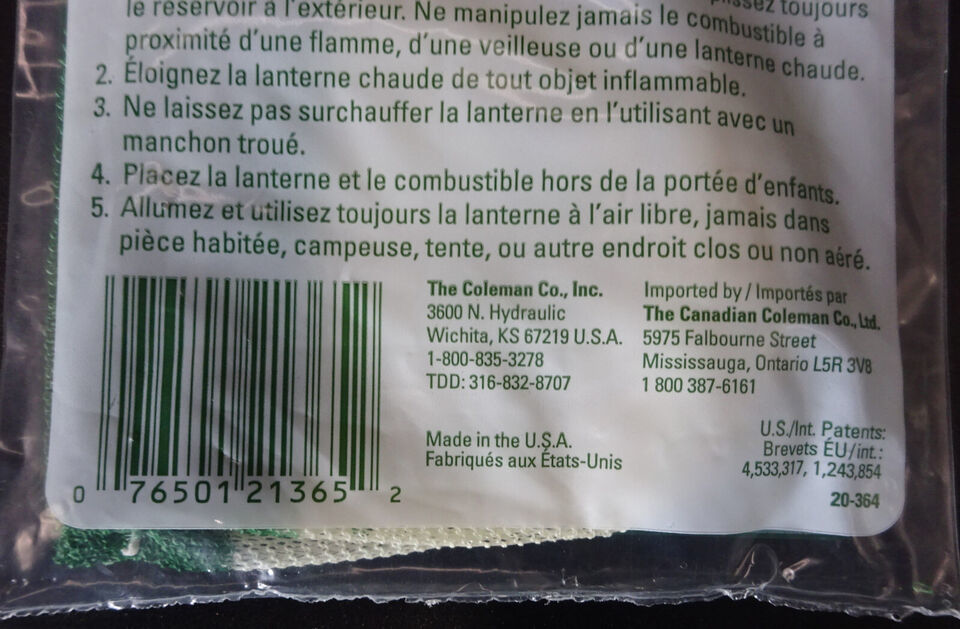 le réservoir à l'extérieur. Ne manipulez jamais le combustible à
toujours
proximité d'une flamme, d'une veilleuse ou d'une lanterne chaude.
2. Éloignez la lanterne chaude de tout objet inflammable.
3. Ne laissez pas surchauffer la lanterne en l'utilisant avec un
manchon troué.
4. Placez la lanterne et le combustible hors de la portée d'enfants.
5. Allumez et utilisez toujours la lanterne à l'air libre, jamais dans
pièce habitée, campeuse, tente, ou autre endroit clos ou non aéré.
The Coleman Co., Inc.
3600 N. Hydraulic
Wichita, KS 67219 U.S.A.
1-800-835-3278
TDD: 316-832-8707
Made in the U.S.A.
Fabriqués aux États-Unis
Imported by / Importés par
The Canadian Coleman Co., Ltd.
5975 Falbourne Street
Mississauga, Ontario L5R 3V8
1 800 387-6161
U.S./Int. Patents:
Brevets ÉU/int.:
4,533,317, 1,243,854
20-364
0 76501 21365 2